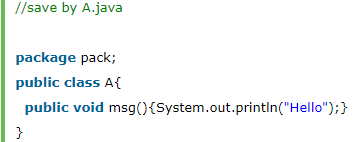 //save by A.java
package pack;
public class A{
  public void msg(){System.out.println("Hello");}
}